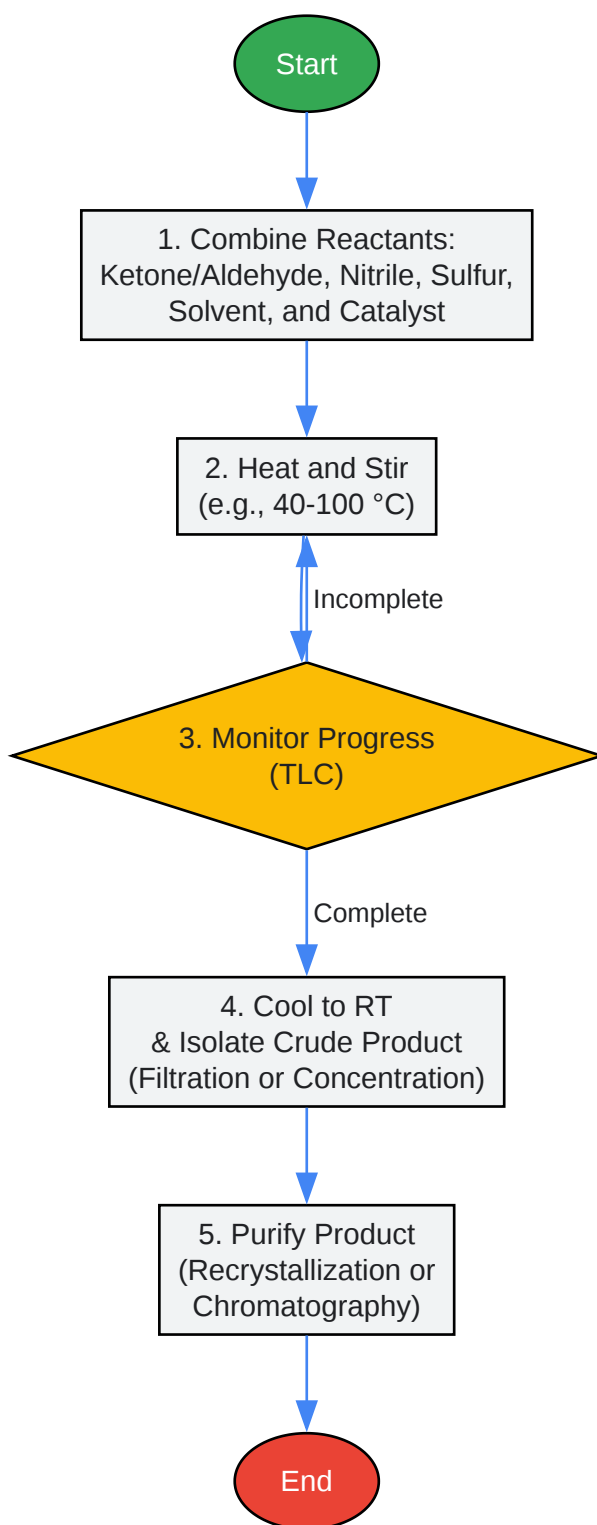 Start
1. Combine Reactants:
Ketone/Aldehyde, Nitrile, Sulfur,
Solvent, and Catalyst
2. Heat and Stir
(e.g., 40-100 °C)
Incomplete
3. Monitor Progress
(TLC)
Complete
4. Cool to RT
& Isolate Crude Product
(Filtration or Concentration)
5. Purify Product
(Recrystallization or
Chromatography)
End